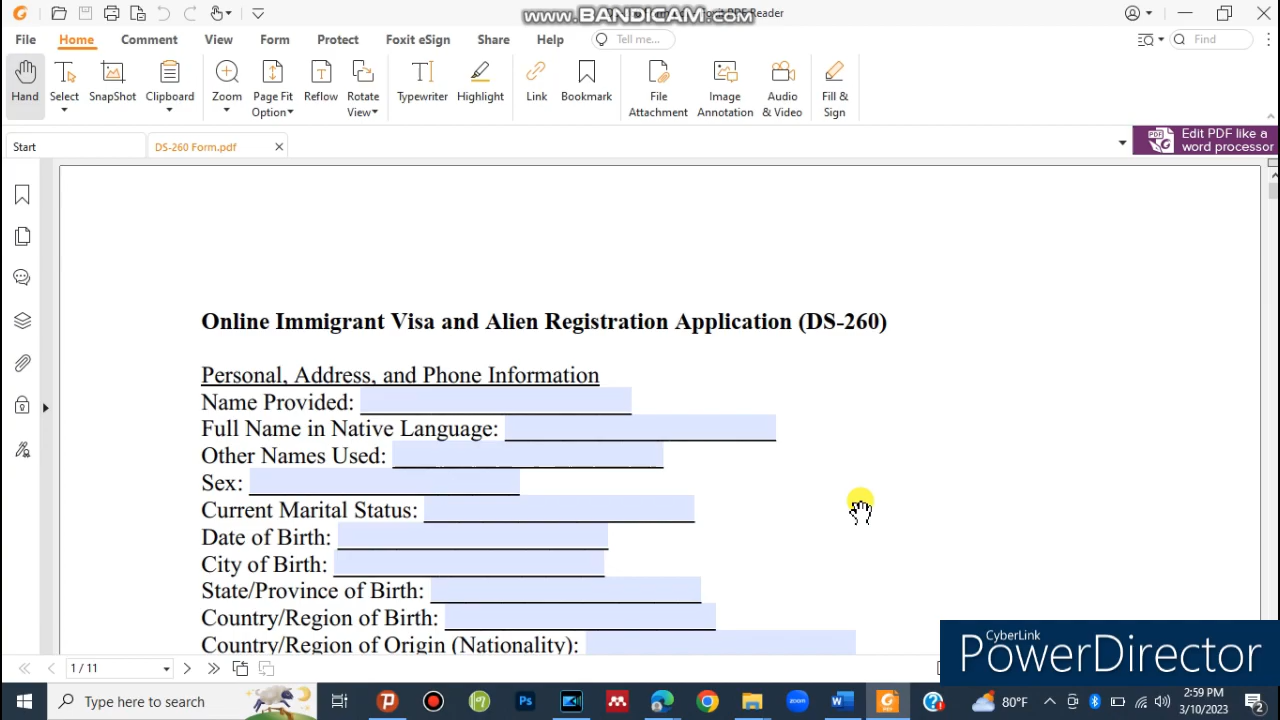 www.BANDICAM.com
PDF Reader
File Home Comment View Form Protect Foxit eSign Share Help Tell me... Find
Hand Select SnapShot Clipboard Zoom Page Fit Option Reflow Rotate View Typewriter Highlight Link Bookmark File Attachment Image Annotation Audio & Video Fill & Sign
Start DS-260 Form.pdf
Edit PDF like a
word processor
Online Immigrant Visa and Alien Registration Application (DS-260)
Personal, Address, and Phone Information
Name Provided:
Full Name in Native Language:
Other Names Used:
Sex:
Current Marital Status:
Date of Birth:
City of Birth:
State/Province of Birth:
Country/Region of Birth:
Country/Region of Origin (Nationality):
CyberLink
PowerDirector
1 / 11
Type here to search
Ps
80°F
2:59 PM
3/10/2023
2